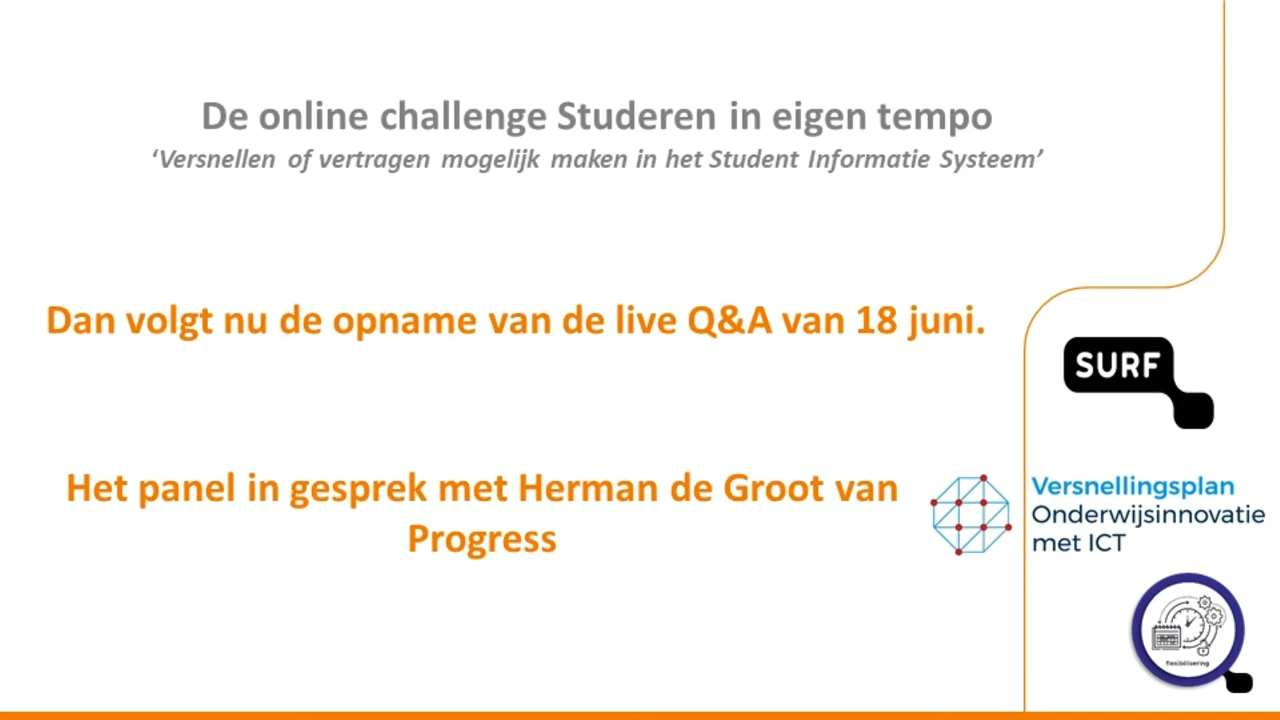 De online challenge Studeren in eigen tempo
‘Versnellen of vertragen mogelijk maken in het Student Informatie Systeem’
Dan volgt nu de opname van de live Q&A van 18 juni.
SURF
Het panel in gesprek met Herman de Groot van
Progress
Versnellingsplan
Onderwijsinnovatie
met ICT
flexibilisering